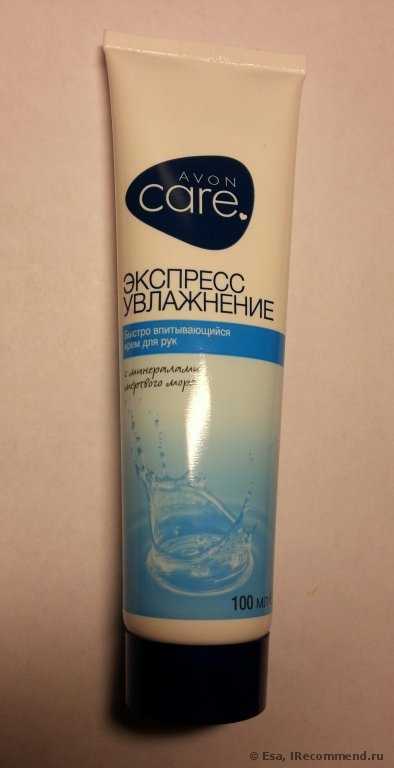 AVON
care
ЭКСПРЕСС
УВЛАЖНЕНИЕ
Быстро впитывающийся
крем для рук
с минералами
мертвого моря
100 мл
© Esa, IRecommend.ru